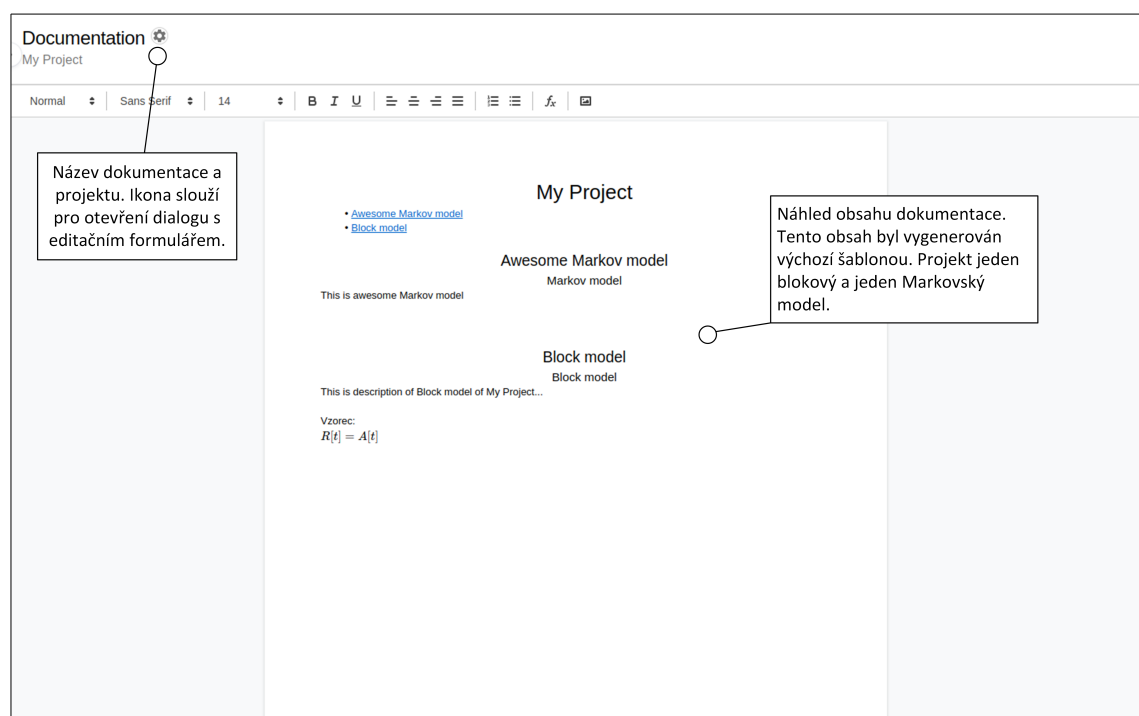 Documentation
My Project
Normal Sans Serif 14 B I U fx
Název dokumentace a
projektu. Ikona slouží
pro otevření dialogu s
editačním formulářem.
My Project
• Awesome Markov model
• Block model
Náhled obsahu dokumentace.
Tento obsah byl vygenerován
výchozí šablonou. Projekt jeden
blokový a jeden Markovský
model.
Awesome Markov model
Markov model
This is awesome Markov model
Block model
Block model
This is description of Block model of My Project...
Vzorec:
R[t] = A[t]